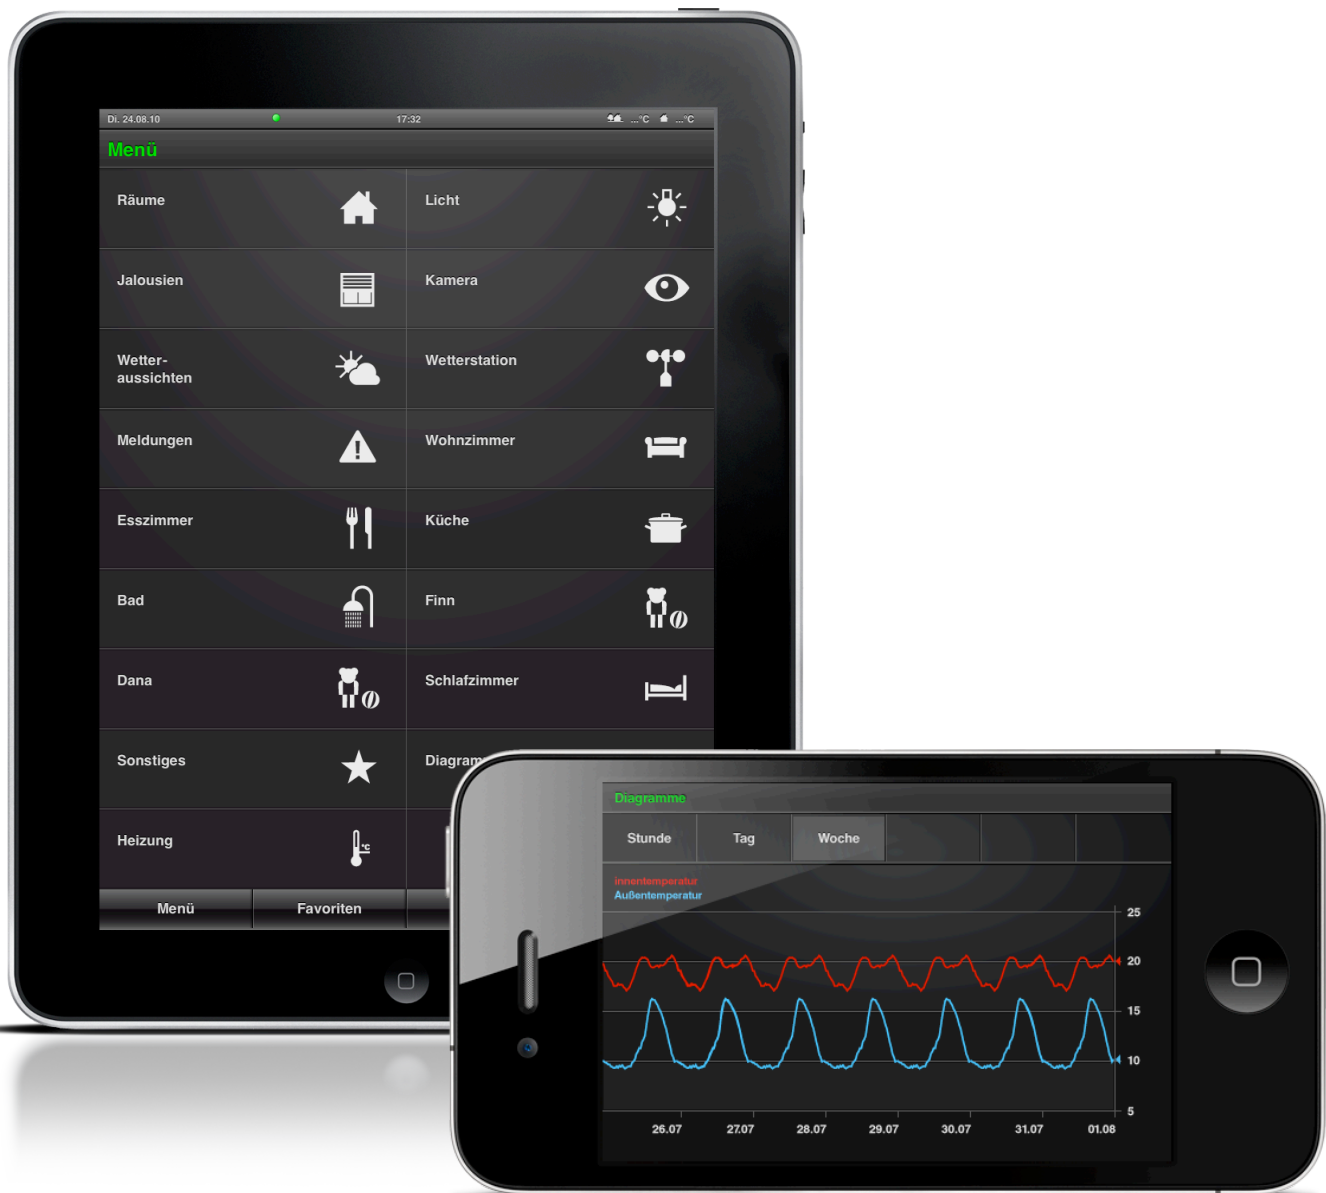 Di. 24.08.10 17:32 ...°C ...°C
Menü
Räume Licht
Jalousien Kamera
Wetter-
aussichten
Wetterstation
Meldungen Wohnzimmer
Esszimmer Küche
Bad Finn
Dana Schlafzimmer
Sonstiges Diagram
Heizung °C
Menü Favoriten
Diagramme
Stunde Tag Woche
innentemperatur
Außentemperatur
25
20
15
10
5
26.07 27.07 28.07 29.07 30.07 31.07 01.08